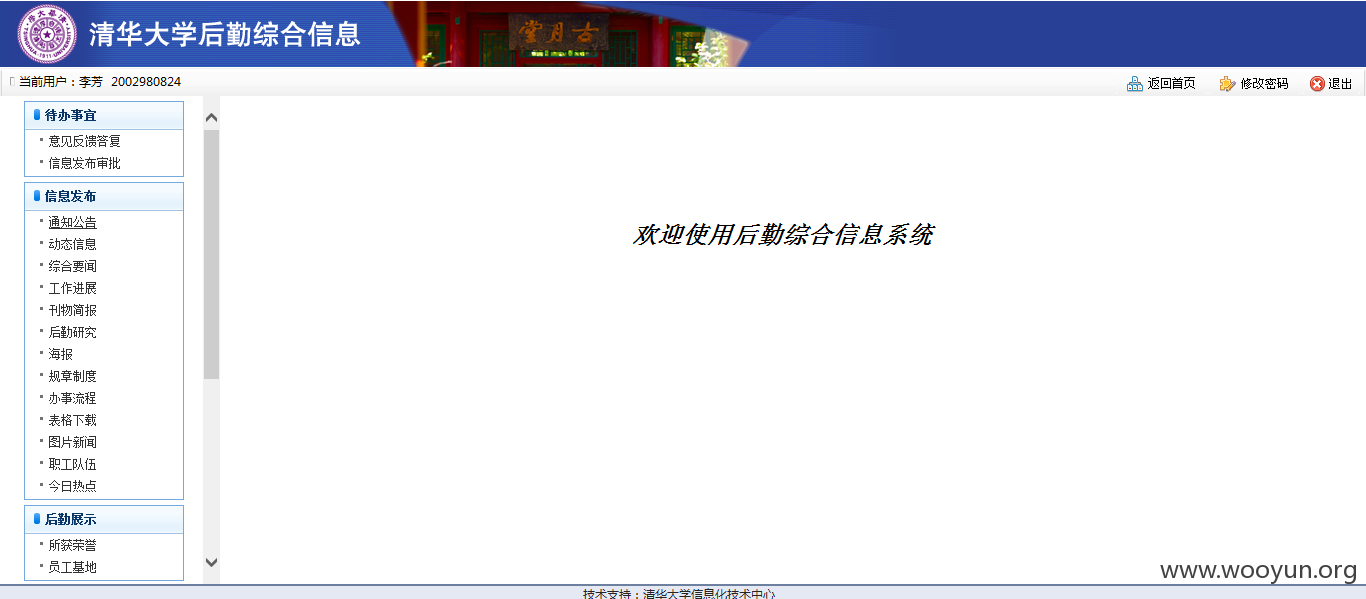 清华大学后勤综合信息
古月堂
当前用户：李芳 2002980824
返回首页 修改密码 退出
待办事宜
意见反馈答复
信息发布审批
信息发布
通知公告
动态信息
综合要闻
工作进展
刊物简报
后勤研究
海报
规章制度
办事流程
表格下载
图片新闻
职工队伍
今日热点
后勤展示
所获荣誉
员工基地
欢迎使用后勤综合信息系统
www.wooyun.org
技术支持：清华大学信息化技术中心